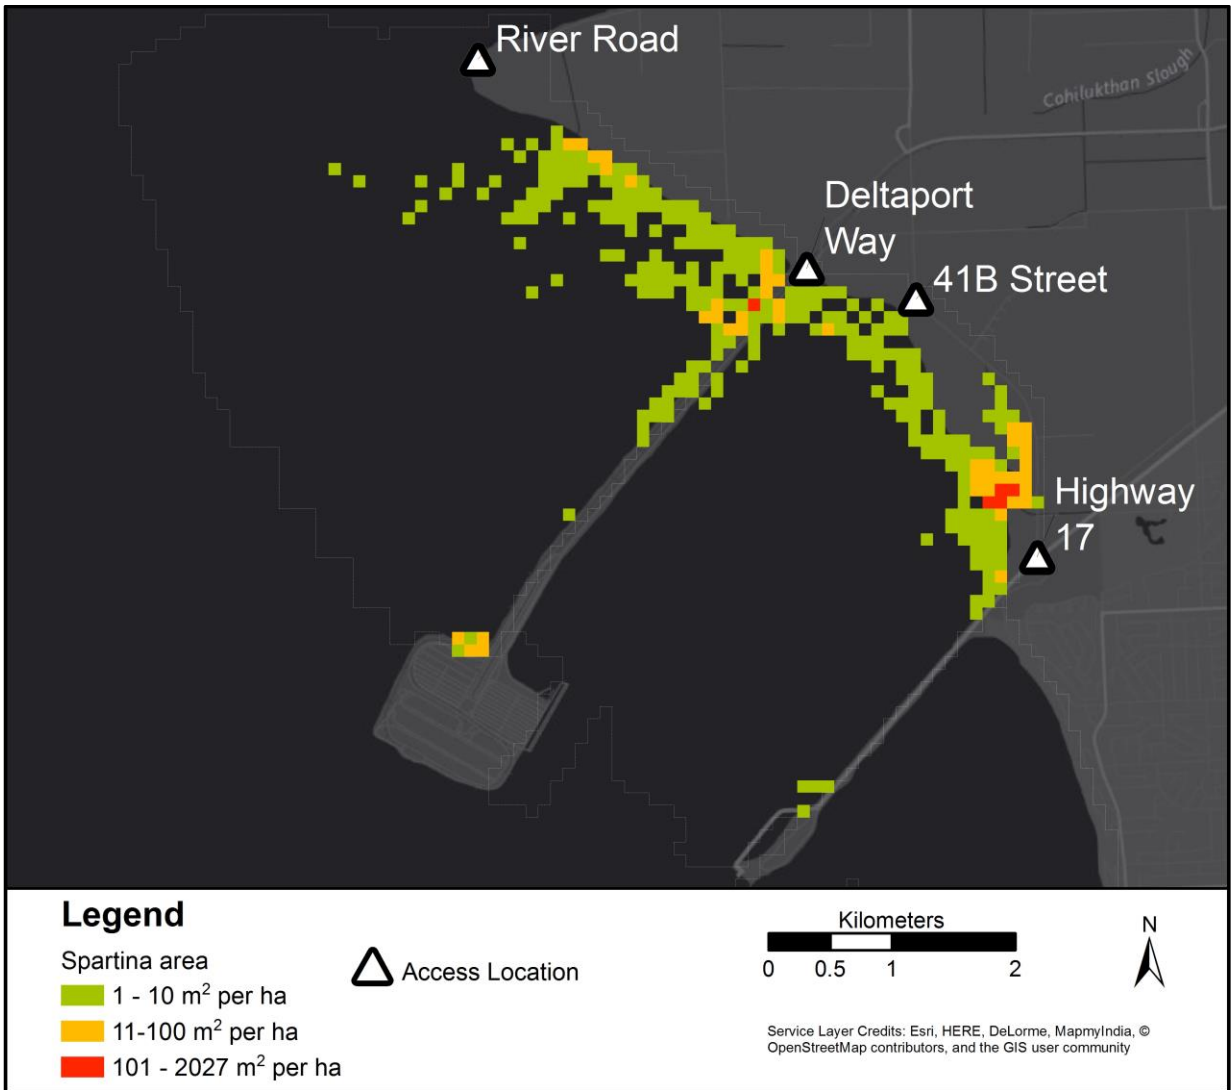 River Road
Cohilukthan Slough
Deltaport
Way
41B Street
Highway
17
Legend
Spartina area
1 - 10 m² per ha
11-100 m² per ha
101 - 2027 m² per ha
Access Location
Kilometers
0 0.5 1 2
N
Service Layer Credits: Esri, HERE, DeLorme, MapmyIndia, ©
OpenStreetMap contributors, and the GIS user community